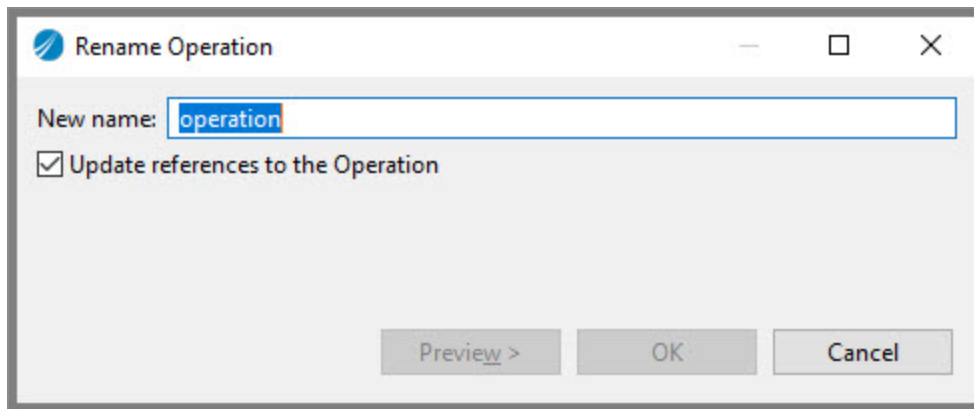 Rename Operation
New name: operation
Update references to the Operation
Preview > OK Cancel